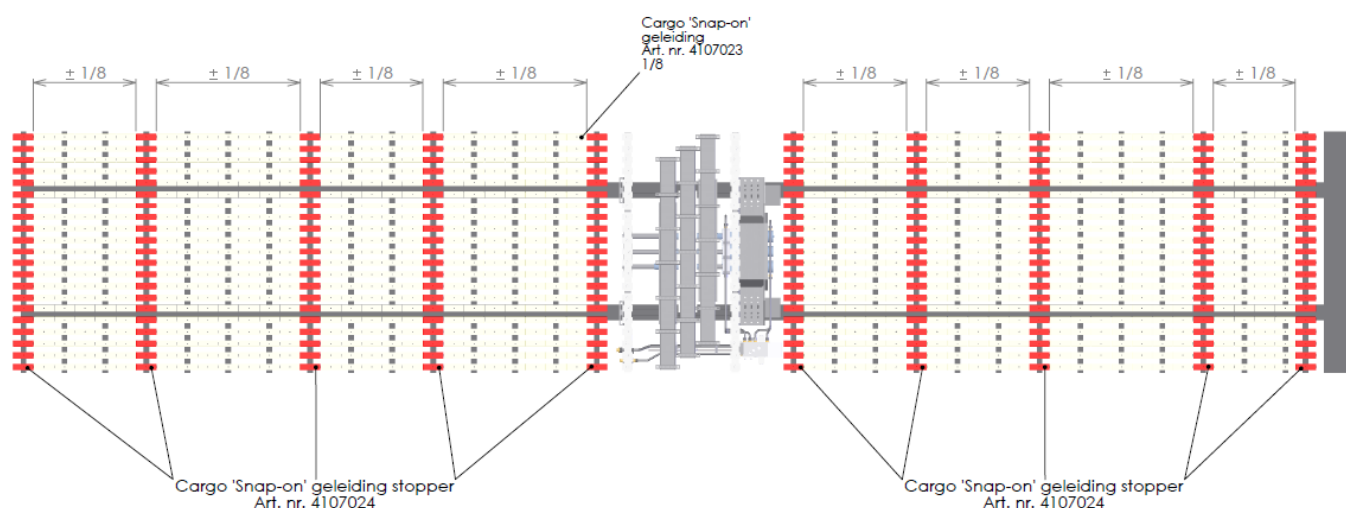 Cargo 'Snap-on'
geleiding
Art. nr. 4107023
1/8
± 1/8
± 1/8
± 1/8
± 1/8
± 1/8
± 1/8
± 1/8
± 1/8
Cargo 'Snap-on' geleiding stopper
Art. nr. 4107024
Cargo 'Snap-on' geleiding stopper
Art. nr. 4107024